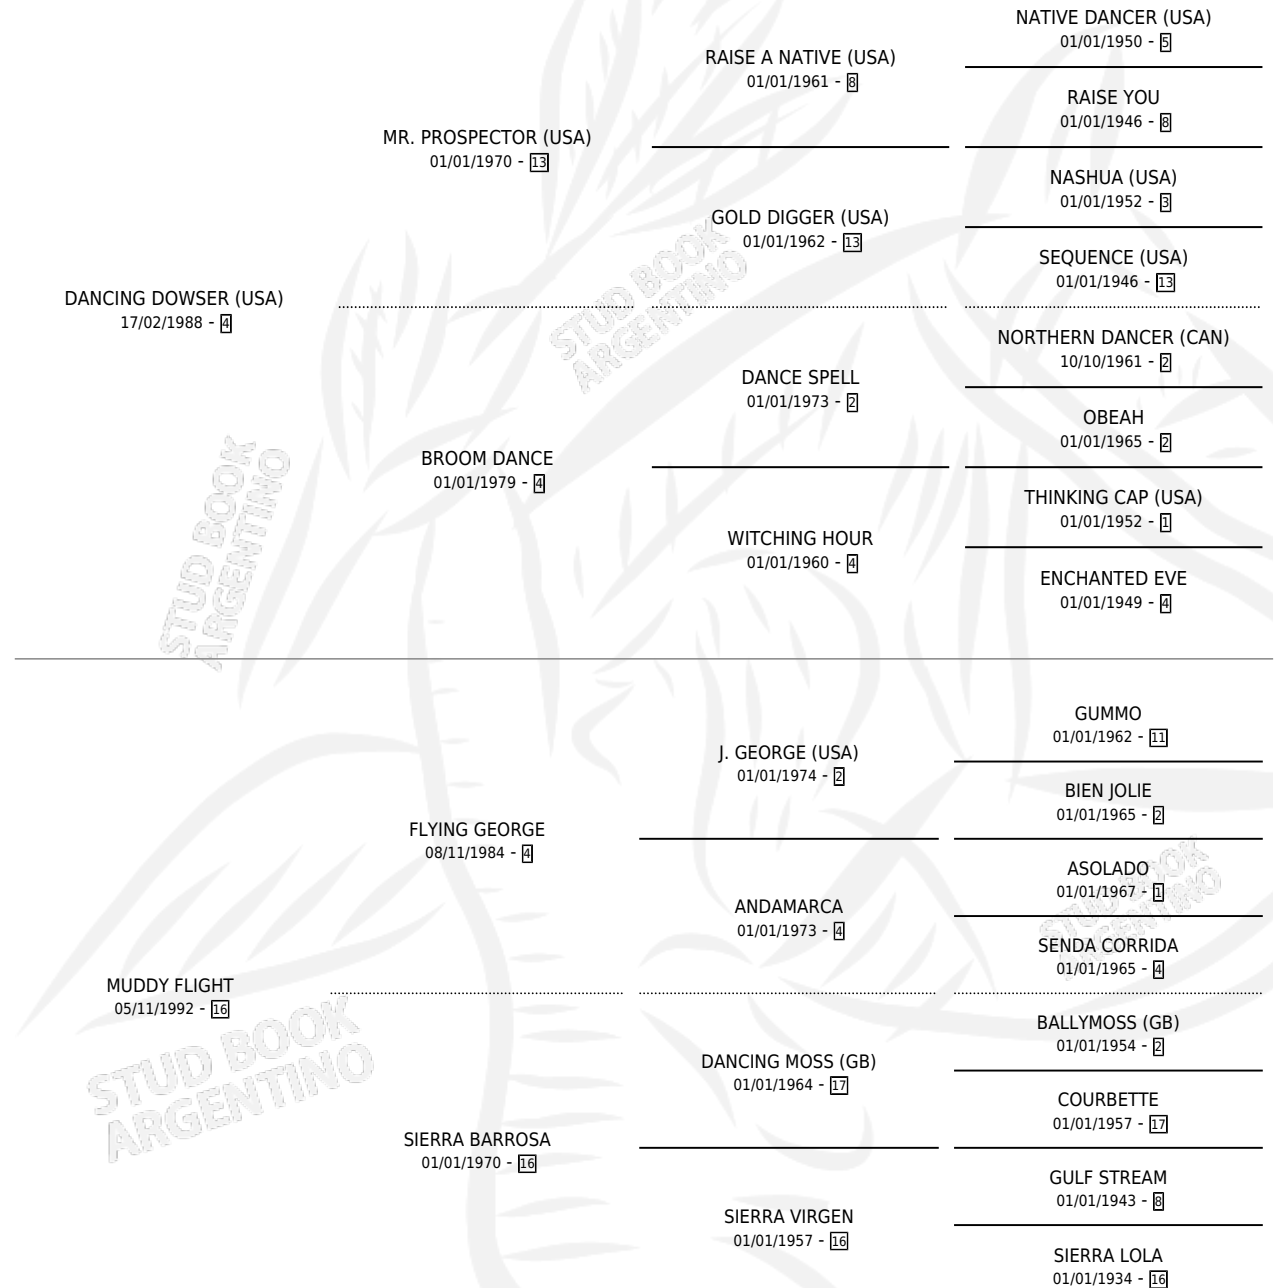 NATIVE DANCER (USA)
01/01/1950 - 5
RAISE A NATIVE (USA)
01/01/1961 - 8
RAISE YOU
01/01/1946 - 8
MR. PROSPECTOR (USA)
01/01/1970 - 13
NASHUA (USA)
01/01/1952 - 3
GOLD DIGGER (USA)
01/01/1962 - 13
SEQUENCE (USA)
01/01/1946 - 13
DANCING DOWSER (USA)
17/02/1988 - 4
NORTHERN DANCER (CAN)
10/10/1961 - 2
DANCE SPELL
01/01/1973 - 2
OBEAH
01/01/1965 - 2
BROOM DANCE
01/01/1979 - 4
THINKING CAP (USA)
01/01/1952 - 1
WITCHING HOUR
01/01/1960 - 4
ENCHANTED EVE
01/01/1949 - 4
STUD BOOK
ARGENTINO
STUD BOOK
ARGENTINO
GUMMO
01/01/1962 - 11
J. GEORGE (USA)
01/01/1974 - 2
BIEN JOLIE
01/01/1965 - 2
FLYING GEORGE
08/11/1984 - 4
ASOLADO
01/01/1967 - 1
ANDAMARCA
01/01/1973 - 4
SENDA CORRIDA
01/01/1965 - 4
MUDDY FLIGHT
05/11/1992 - 16
BALLYMOSS (GB)
01/01/1954 - 2
DANCING MOSS (GB)
01/01/1964 - 17
COURBETTE
01/01/1957 - 17
SIERRA BARROSA
01/01/1970 - 16
GULF STREAM
01/01/1943 - 8
SIERRA VIRGEN
01/01/1957 - 16
SIERRA LOLA
01/01/1934 - 16
STUD BOOK
ARGENTINO
STUD BOOK
ARGENTINO